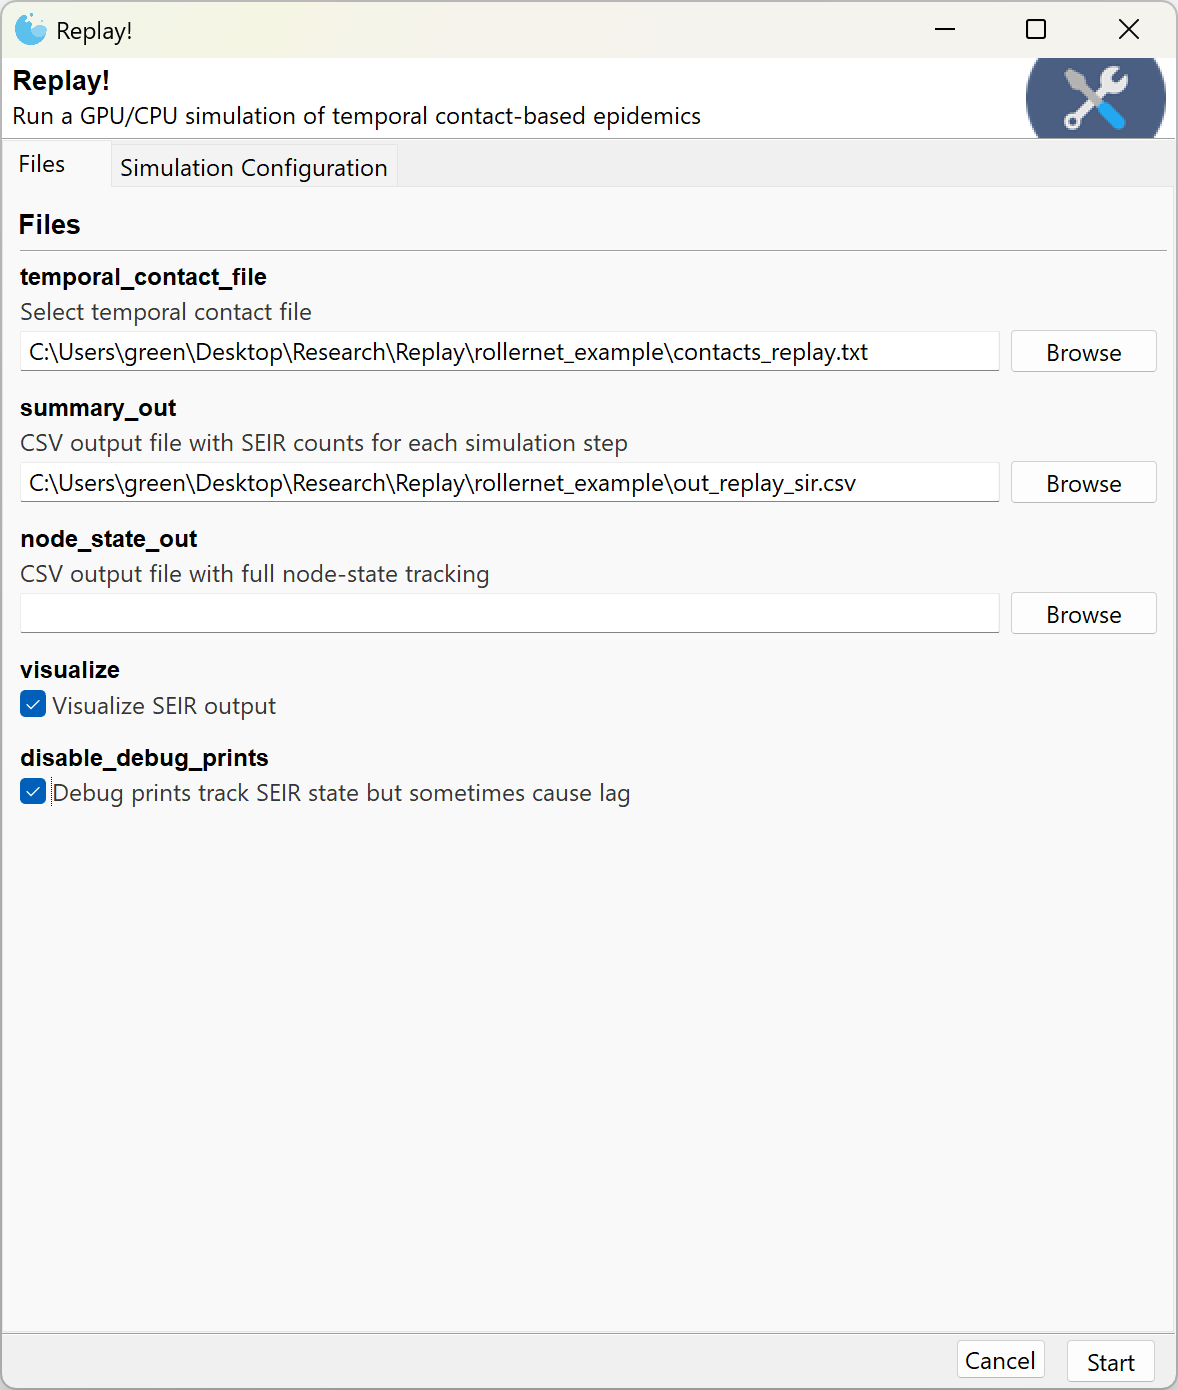 Replay!
Replay!
Run a GPU/CPU simulation of temporal contact-based epidemics
Files
Simulation Configuration
Files
temporal_contact_file
Select temporal contact file
C:\Users\green\Desktop\Research\Replay\rollernet_example\contacts_replay.txt
Browse
summary_out
CSV output file with SEIR counts for each simulation step
C:\Users\green\Desktop\Research\Replay\rollernet_example\out_replay_sir.csv
Browse
node_state_out
CSV output file with full node-state tracking
Browse
visualize
Visualize SEIR output
disable_debug_prints
Debug prints track SEIR state but sometimes cause lag
Cancel
Start